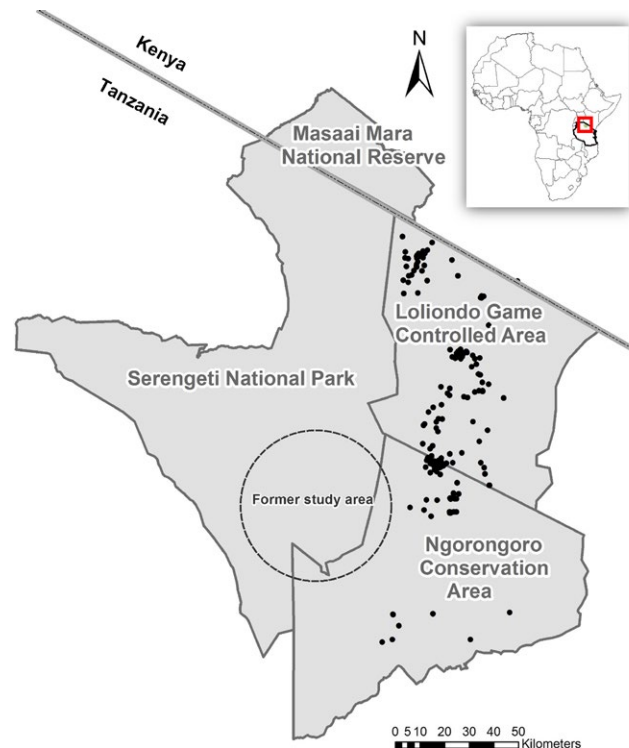 Kenya
Tanzania
N
Masaai Mara
National Reserve
Loliondo Game
Controlled Area
Serengeti National Park
Former study area
Ngorongoro
Conservation
Area
0 5 10 20 30 40 50
Kilometers